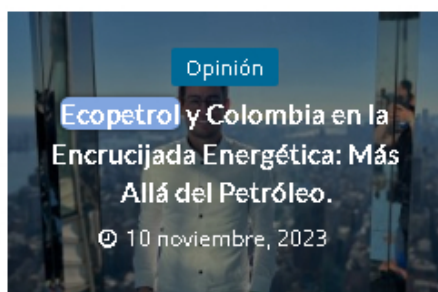 Opinión
Ecopetrol y Colombia en la
Encrucijada Energética: Más
Allá del Petróleo.
10 noviembre, 2023